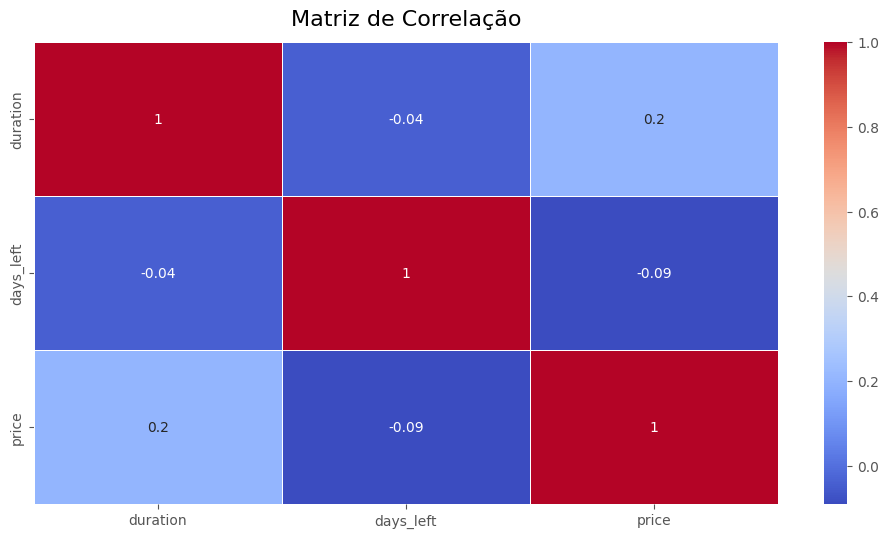 Matriz de Correlação
duration
1
-0.04
0.2
days_left
-0.04
1
-0.09
price
0.2
-0.09
1
duration
days_left
price
1.0
0.8
0.6
0.4
0.2
0.0